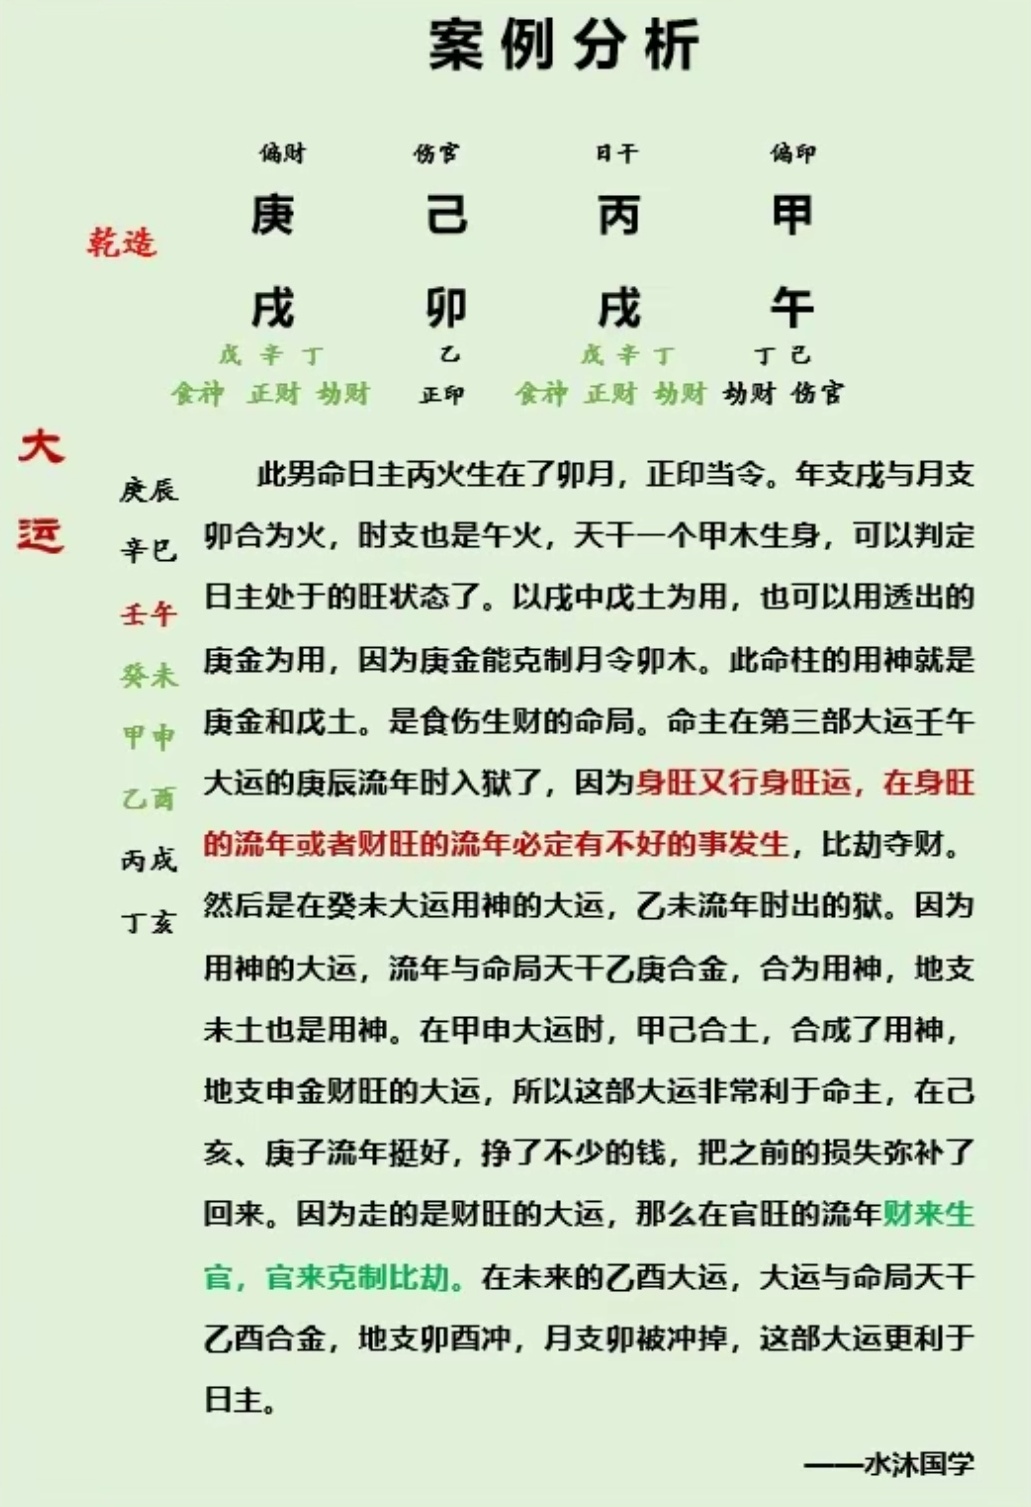 案例分析
偏财 伤官 日干 偏印
庚 己 丙 甲
乾造
戌 卯 戌 午
戊 辛 丁 乙 戊 辛 丁 丁 己
食神 正财 劫财 正印 食神 正财 劫财 劫财 伤官
大运
庚辰
辛巳
壬午
癸未
甲申
乙酉
丙戌
丁亥
此男命日主丙火生在了卯月，正印当令。年支戌与月支
卯合为火，时支也是午火，天干一个甲木生身，可以判定
日主处于的旺状态了。以戌中戊土为用，也可以用透出的
庚金为用，因为庚金能克制月令卯木。此命柱的用神就是
庚金和戊土。是食伤生财的命局。命主在第三部大运壬午
大运的庚辰流年时入狱了，因为身旺又行身旺运，在身旺
的流年或者财旺的流年必定有不好的事发生，比劫夺财。
然后是在癸未大运用神的大运，乙未流年时出的狱。因为
用神的大运，流年与命局天干乙庚合金，合为用神，地支
未土也是用神。在甲申大运时，甲己合土，合成了用神，
地支申金财旺的大运，所以这部大运非常利于命主，在己
亥、庚子流年挺好，挣了不少的钱，把之前的损失弥补了
回来。因为走的是财旺的大运，那么在官旺的流年财来生
官，官来克制比劫。在未来的乙酉大运，大运与命局天干
乙酉合金，地支卯酉冲，月支卯被冲掉，这部大运更利于
日主。
——水沐国学